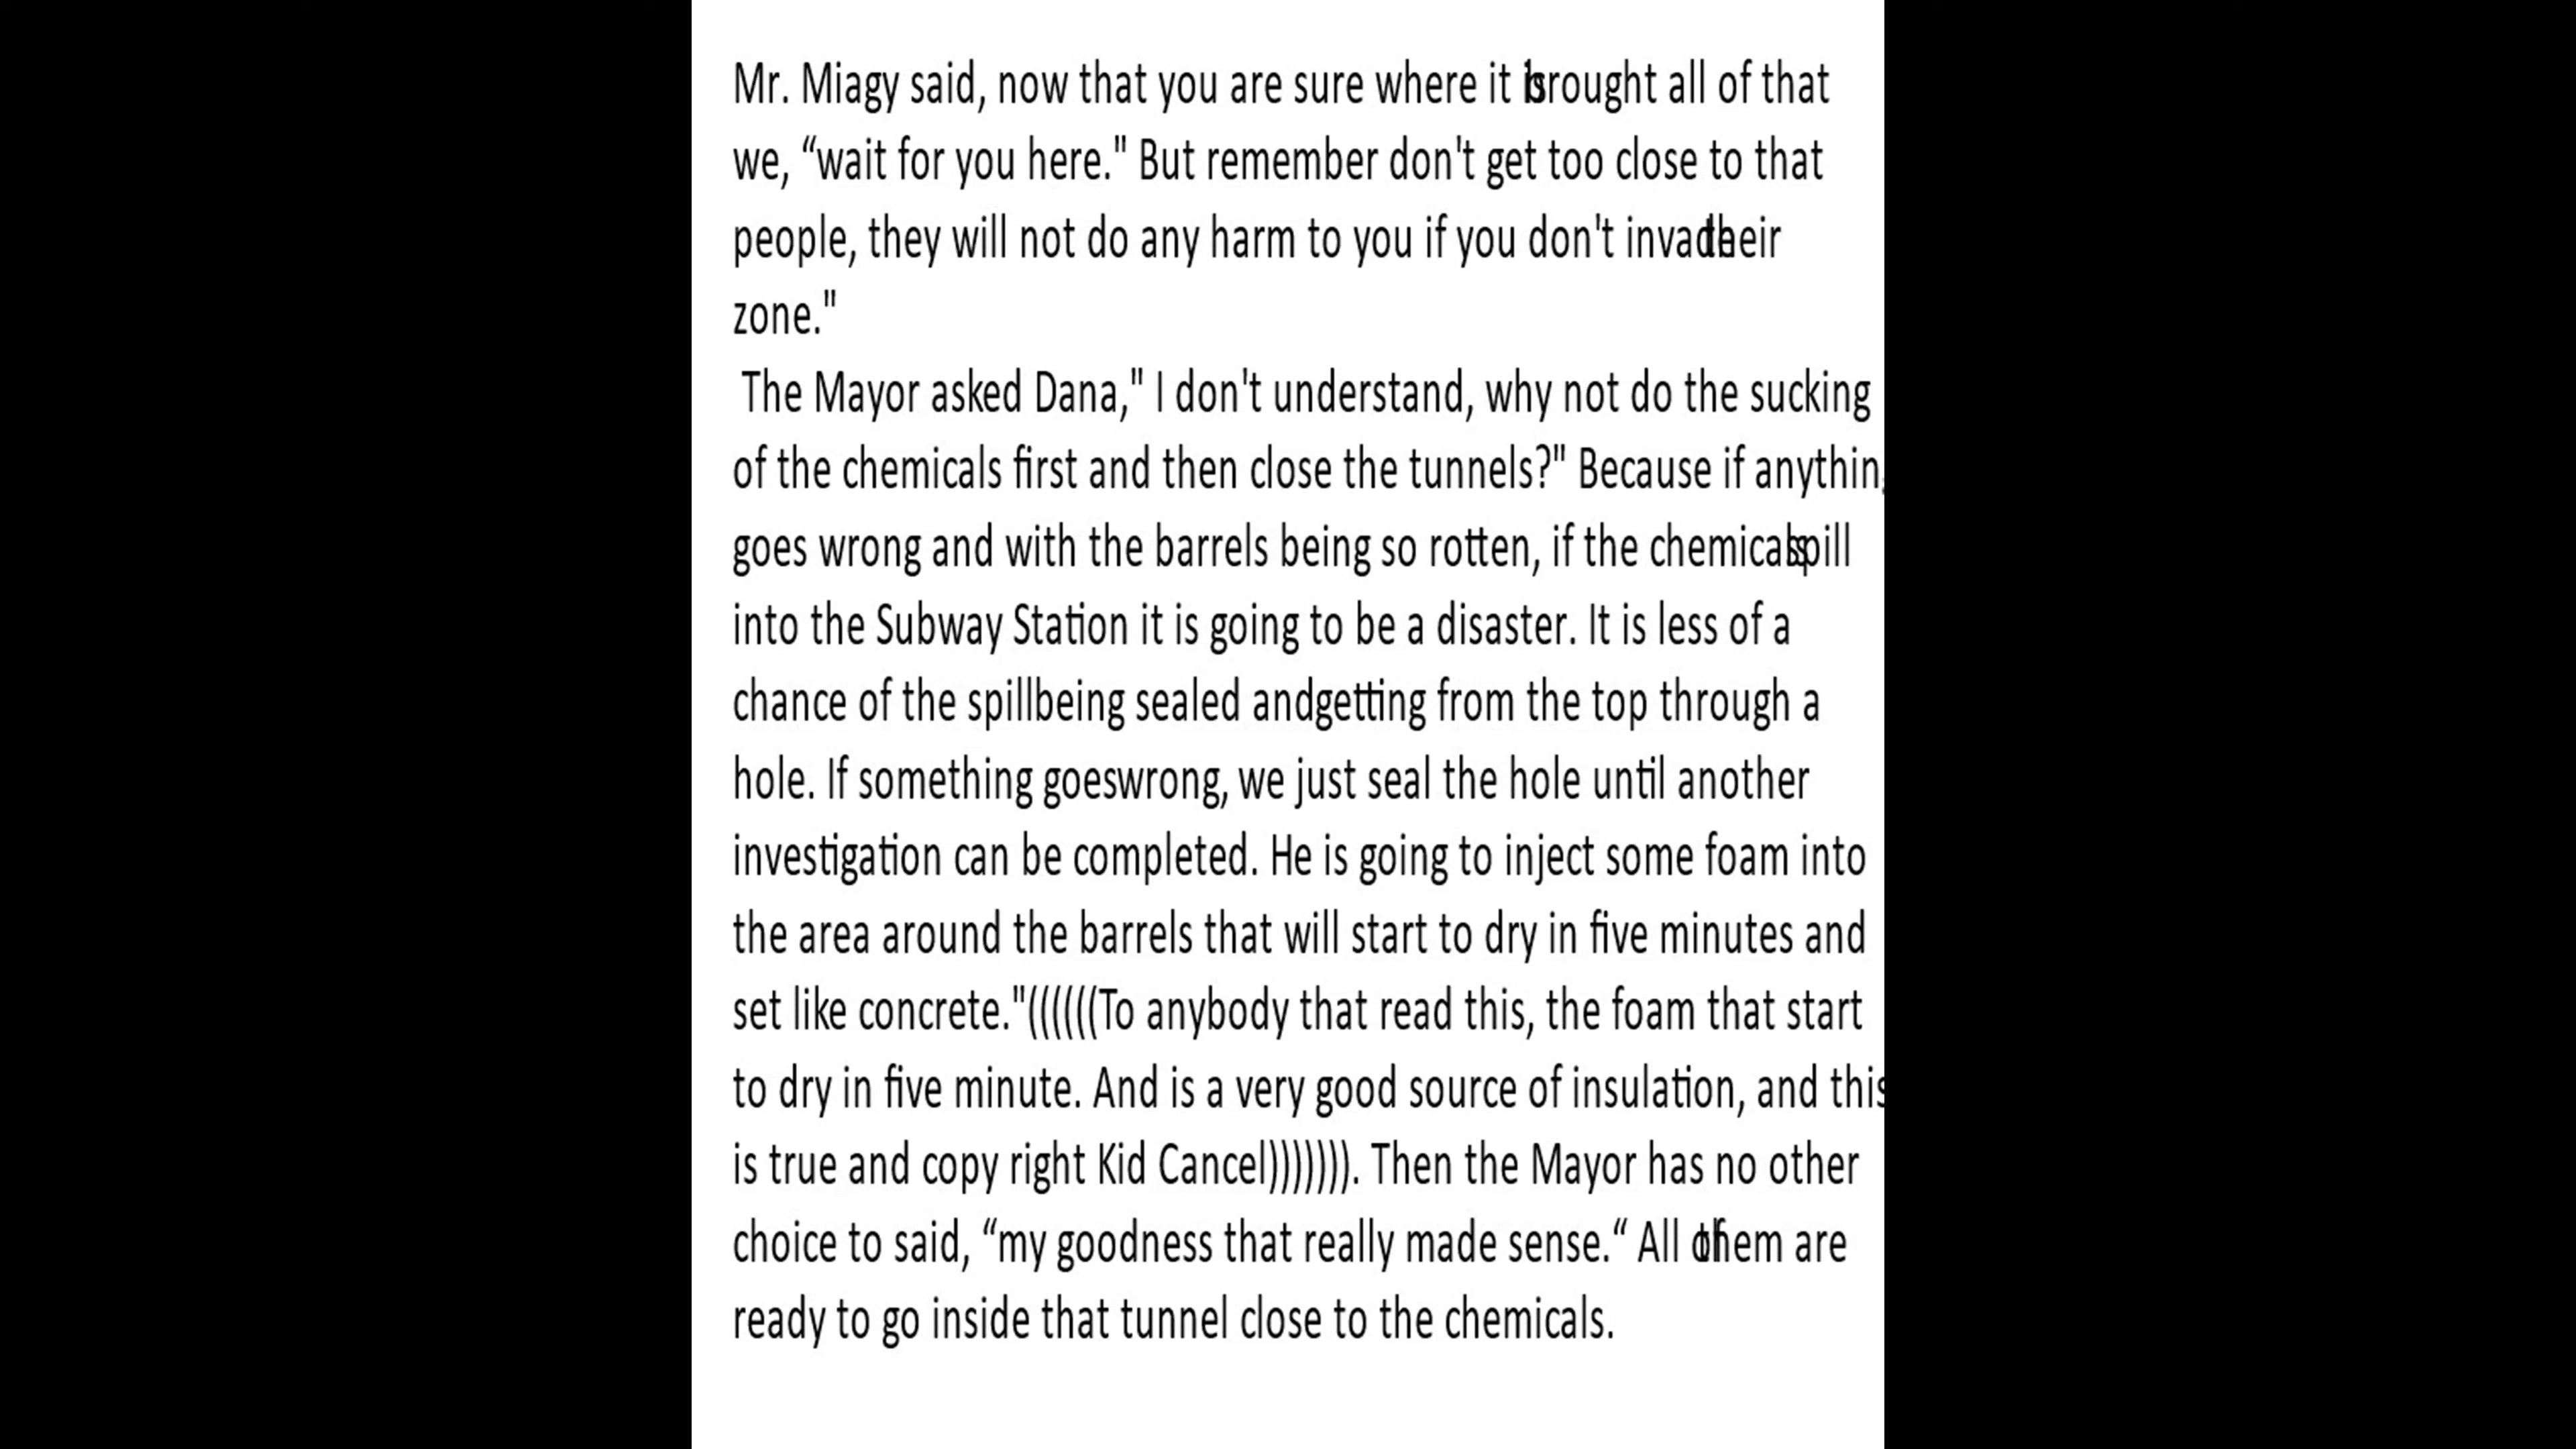 Mr. Miagy said, now that you are sure where it is brought all of that
we, “wait for you here." But remember don't get too close to that
people, they will not do any harm to you if you don't invade their
zone."
The Mayor asked Dana," I don't understand, why not do the sucking
of the chemicals first and then close the tunnels?" Because if anything
goes wrong and with the barrels being so rotten, if the chemicals spill
into the Subway Station it is going to be a disaster. It is less of a
chance of the spillbeing sealed andgetting from the top through a
hole. If something goeswrong, we just seal the hole until another
investigation can be completed. He is going to inject some foam into
the area around the barrels that will start to dry in five minutes and
set like concrete."((((((To anybody that read this, the foam that start
to dry in five minute. And is a very good source of insulation, and this
is true and copy right Kid Cancel))))))). Then the Mayor has no other
choice to said, “my goodness that really made sense.“ All of them are
ready to go inside that tunnel close to the chemicals.